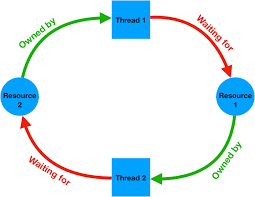 Thread 1
Owned by
Waiting for
Resource
2
Resource
1
Waiting for
Owned by
Thread 2